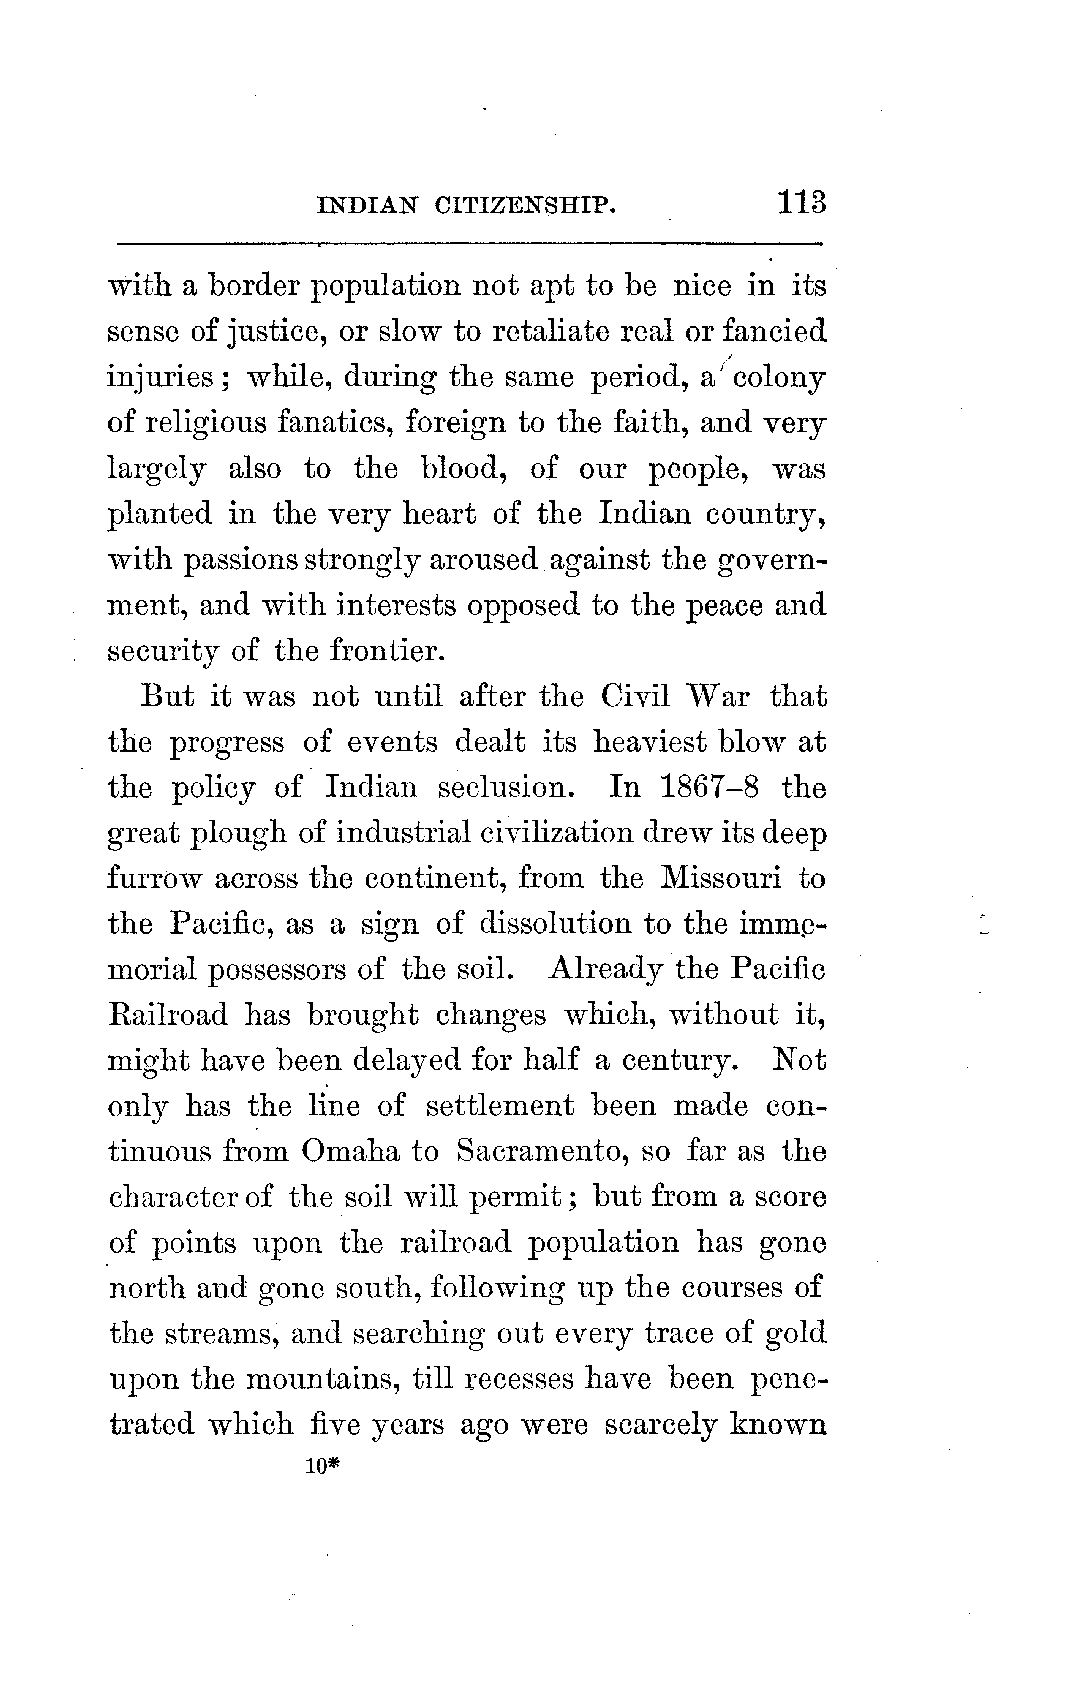 INDIAN CITIZENSHIP. 113
with a border population not apt to be nice in its
sense of justice, or slow to retaliate real or fancied
injuries; while, during the same period, a colony
of religious fanatics, foreign to the faith, and very
largely also to the blood, of our people, was
planted in the very heart of the Indian country,
with passions strongly aroused against the govern-
ment, and with interests opposed to the peace and
security of the frontier.
But it was not until after the Civil War that
the progress of events dealt its heaviest blow at
the policy of Indian seclusion. In 1867–8 the
great plough of industrial civilization drew its deep
furrow across the continent, from the Missouri to
the Pacific, as a sign of dissolution to the imme-
morial possessors of the soil. Already the Pacific
Railroad has brought changes which, without it,
might have been delayed for half a century. Not
only has the line of settlement been made con-
tinuous from Omaha to Sacramento, so far as the
character of the soil will permit; but from a score
of points upon the railroad population has gone
north and gone south, following up the courses of
the streams, and searching out every trace of gold
upon the mountains, till recesses have been pene-
trated which five years ago were scarcely known
10*